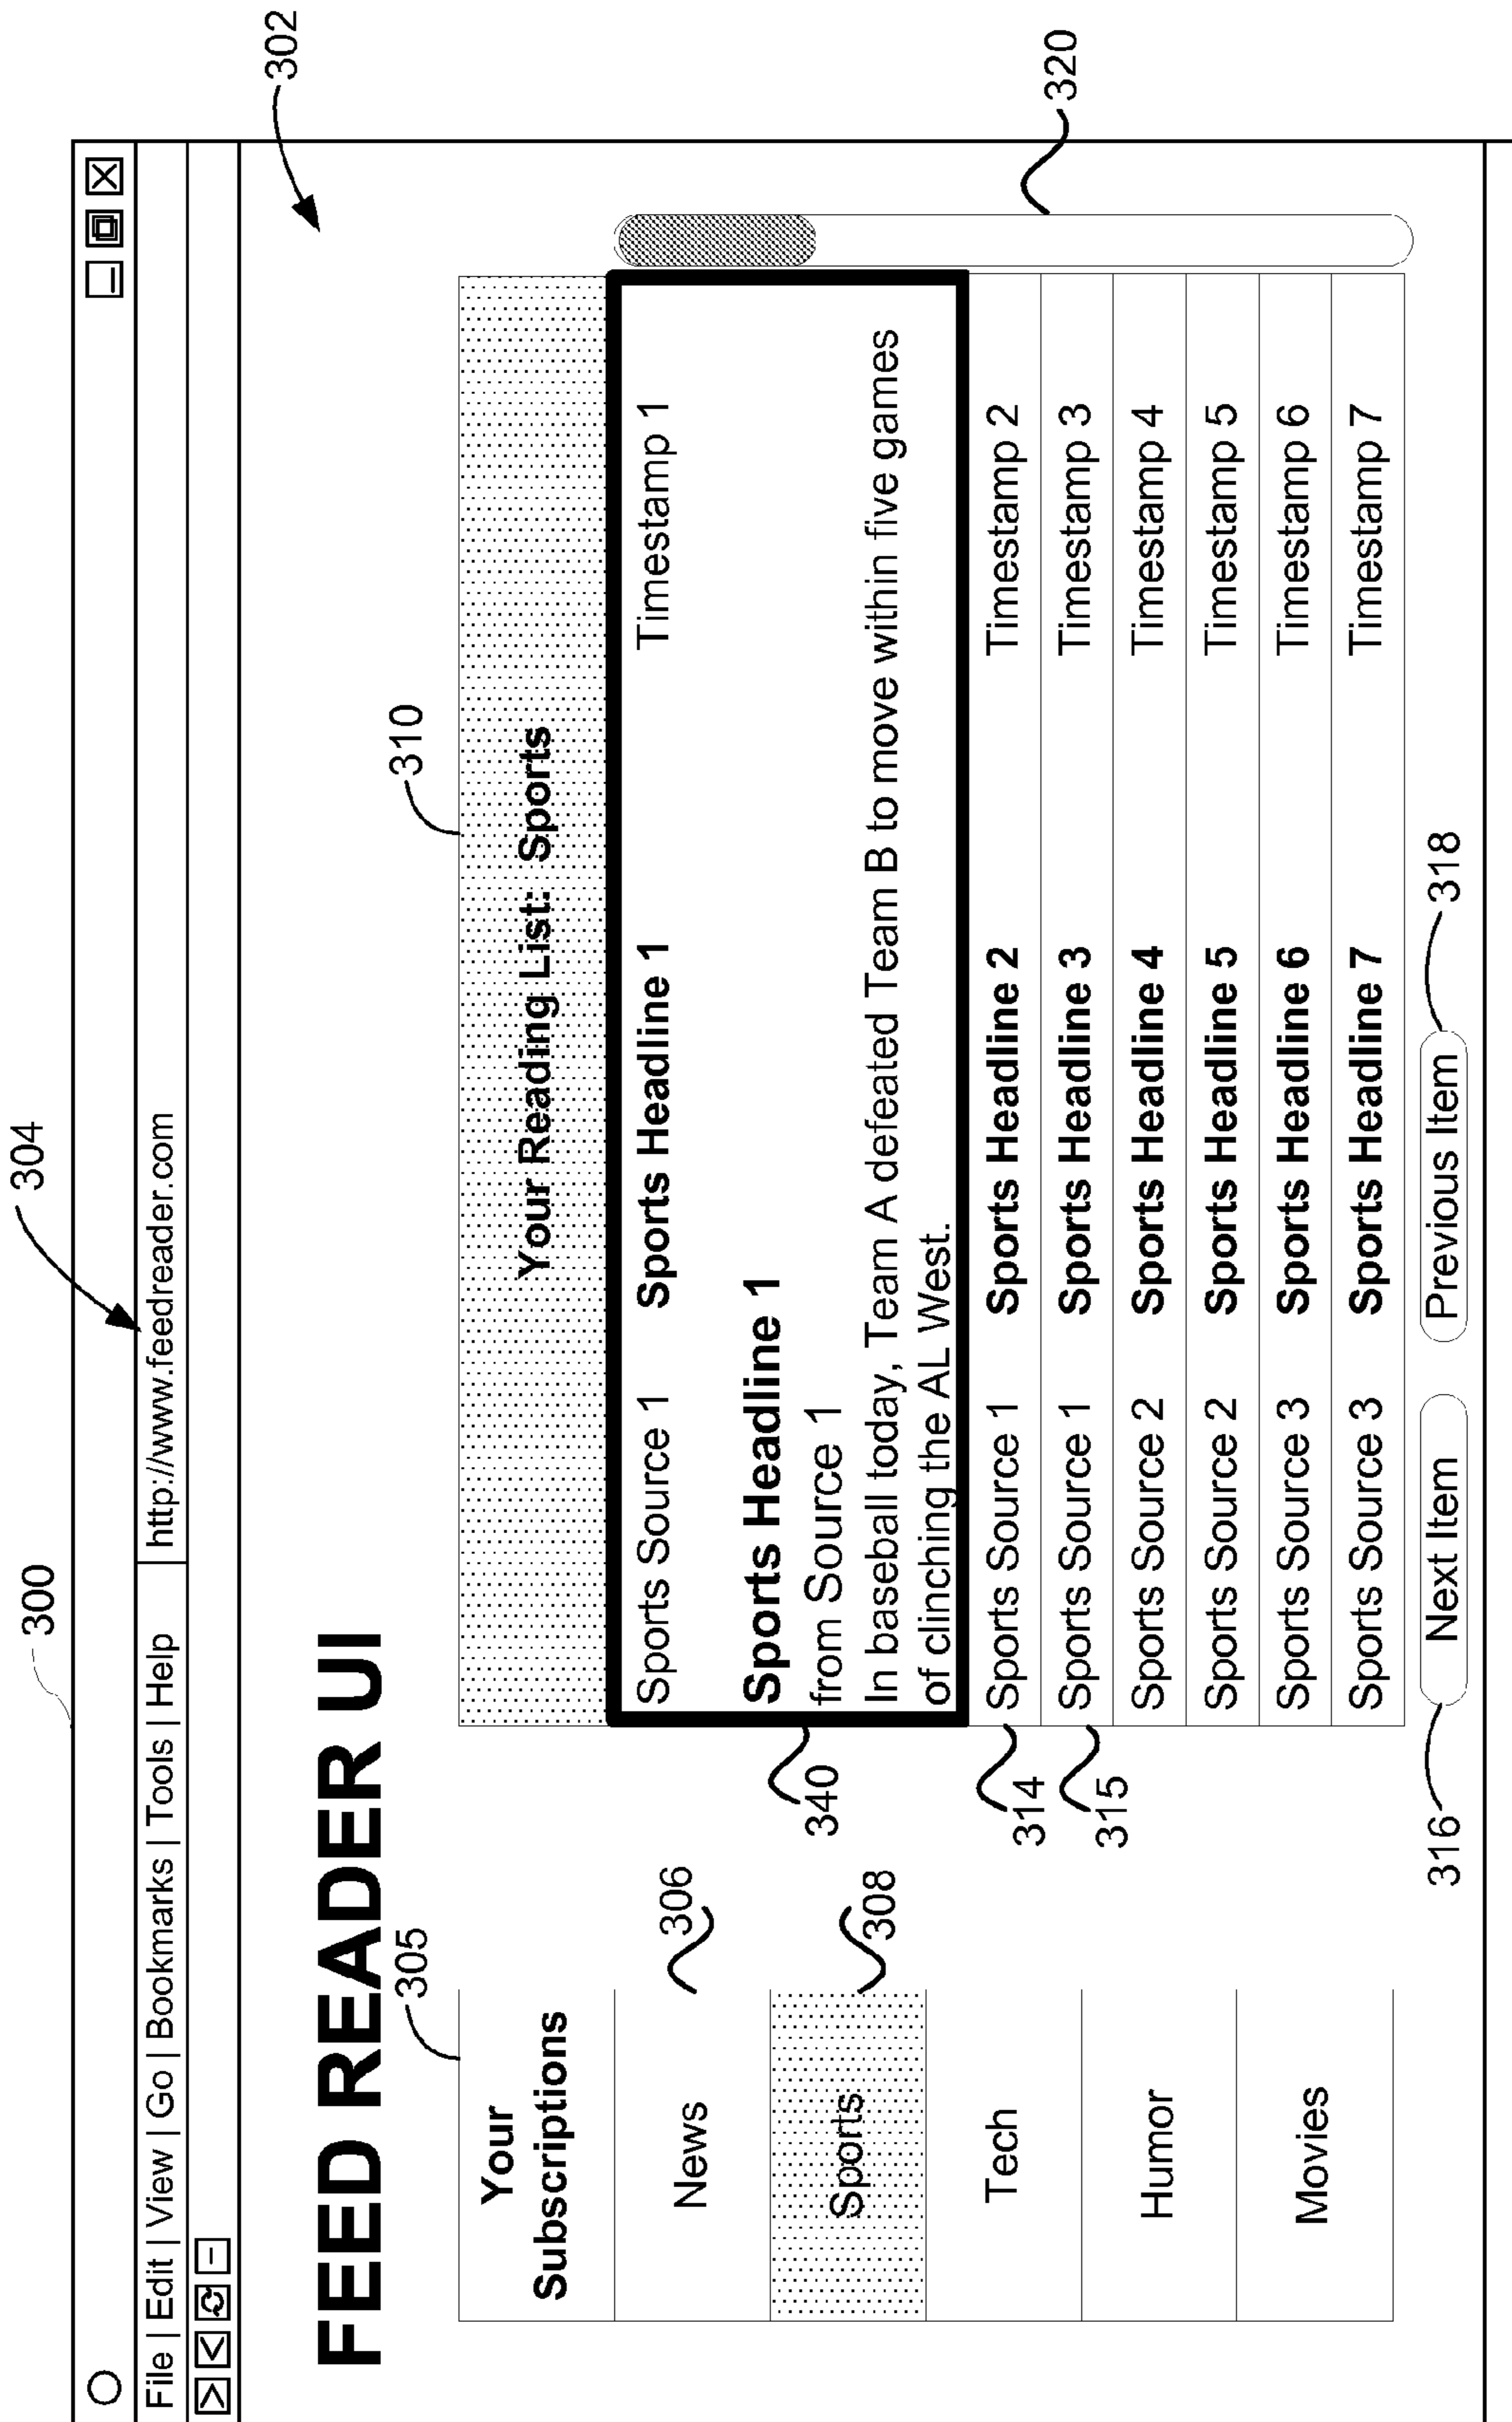 300
304
302
File | Edit | View | Go | Bookmarks | Tools | Help
http://www.feedreader.com
FEED READER UI
305
310
Your
Subscriptions
News
306
Sports
308
Tech
Humor
Movies
Your Reading List: Sports
Sports Source 1 Sports Headline 1 Timestamp 1
Sports Headline 1
from Source 1
In baseball today, Team A defeated Team B to move within five games
of clinching the AL West.
340
320
Sports Source 1 Sports Headline 2 Timestamp 2
314
Sports Source 1 Sports Headline 3 Timestamp 3
315
Sports Source 2 Sports Headline 4 Timestamp 4
Sports Source 2 Sports Headline 5 Timestamp 5
Sports Source 3 Sports Headline 6 Timestamp 6
Sports Source 3 Sports Headline 7 Timestamp 7
316
Next Item
Previous Item
318